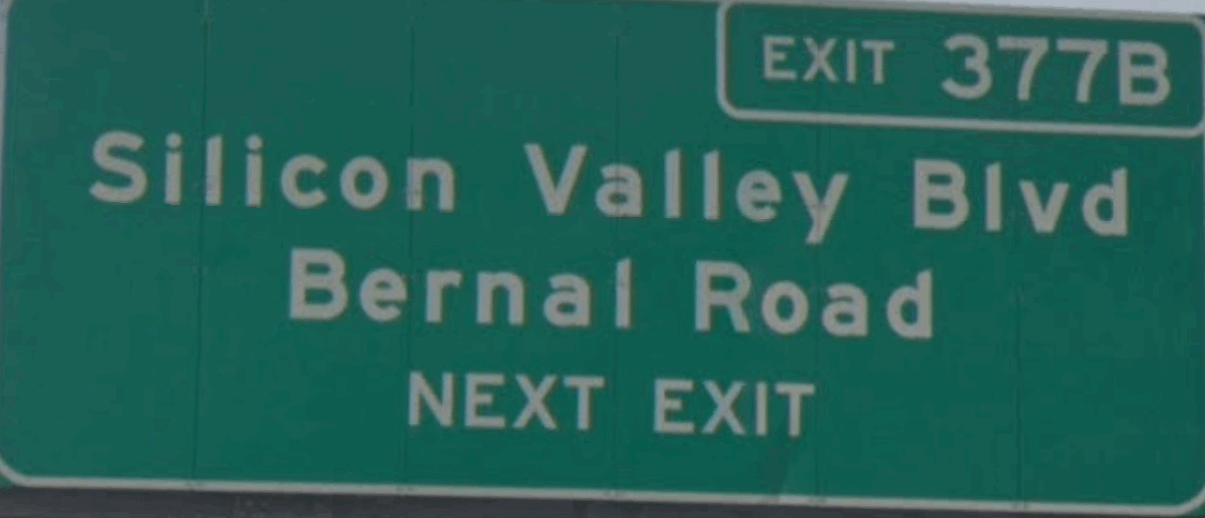 EXIT 377B
Silicon Valley Blvd
Bernal Road
NEXT EXIT